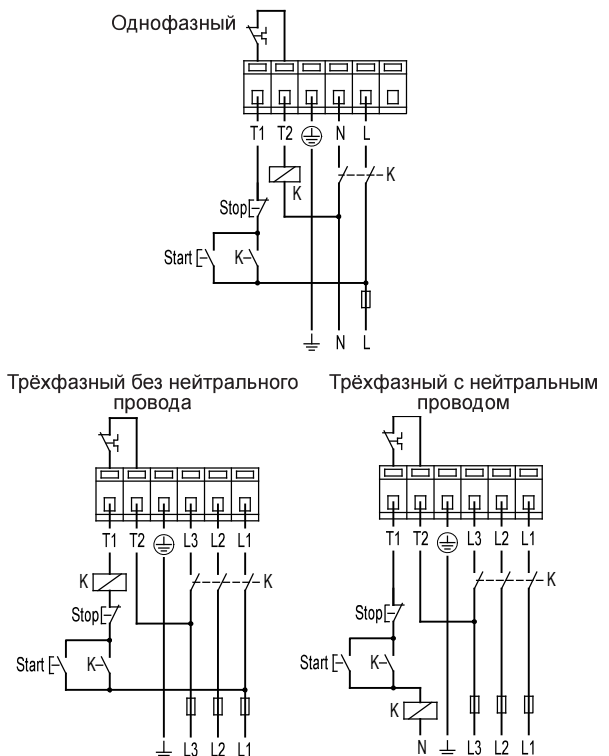 Однофазный
T1 T2 N L
K
K
Stop
Start K
N L
Трёхфазный без нейтрального
провода
T1 T2 L3 L2 L1
K K
Stop
Start K
L3 L2 L1
Трёхфазный с нейтральным
проводом
T1 T2 L3 L2 L1
K
Stop
Start K
K
N L3 L2 L1